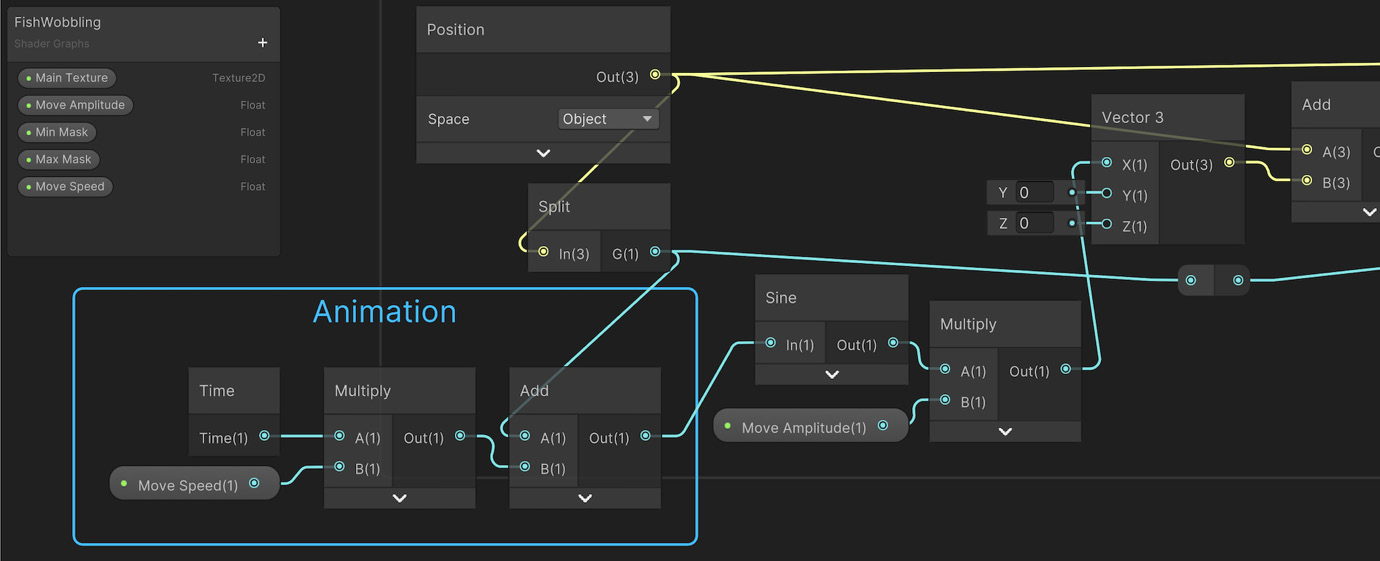 FishWobbling
Shader Graphs
+
Main Texture Texture2D
Move Amplitude Float
Min Mask Float
Max Mask Float
Move Speed Float
Position
Out(3)
Space Object
Split
In(3) G(1)
Animation
Time
Time(1)
Move Speed(1)
Multiply
A(1) Out(1)
B(1)
Add
A(1) Out(1)
B(1)
Sine
In(1) Out(1)
Move Amplitude(1)
Multiply
A(1) Out(1)
B(1)
Vector 3
X(1) Out(3)
Y 0 Y(1)
Z 0 Z(1)
Add
A(3)
B(3)